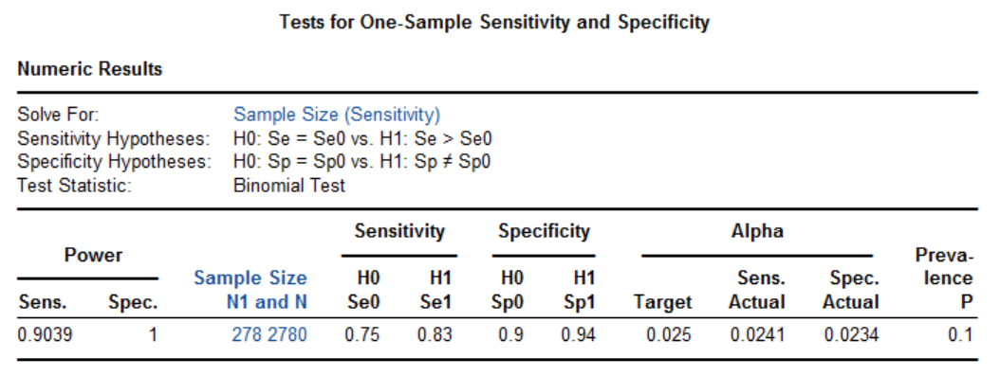 Tests for One-Sample Sensitivity and Specificity
Numeric Results
Solve For: Sample Size (Sensitivity)
Sensitivity Hypotheses: H0: Se = Se0 vs. H1: Se > Se0
Specificity Hypotheses: H0: Sp = Sp0 vs. H1: Sp ≠ Sp0
Test Statistic: Binomial Test
Sensitivity Specificity Alpha
Power Preva-
Sample Size H0 H1 H0 H1 Sens. Spec. lence
Sens. Spec. N1 and N Se0 Se1 Sp0 Sp1 Target Actual Actual P
0.9039 1 278 2780 0.75 0.83 0.9 0.94 0.025 0.0241 0.0234 0.1